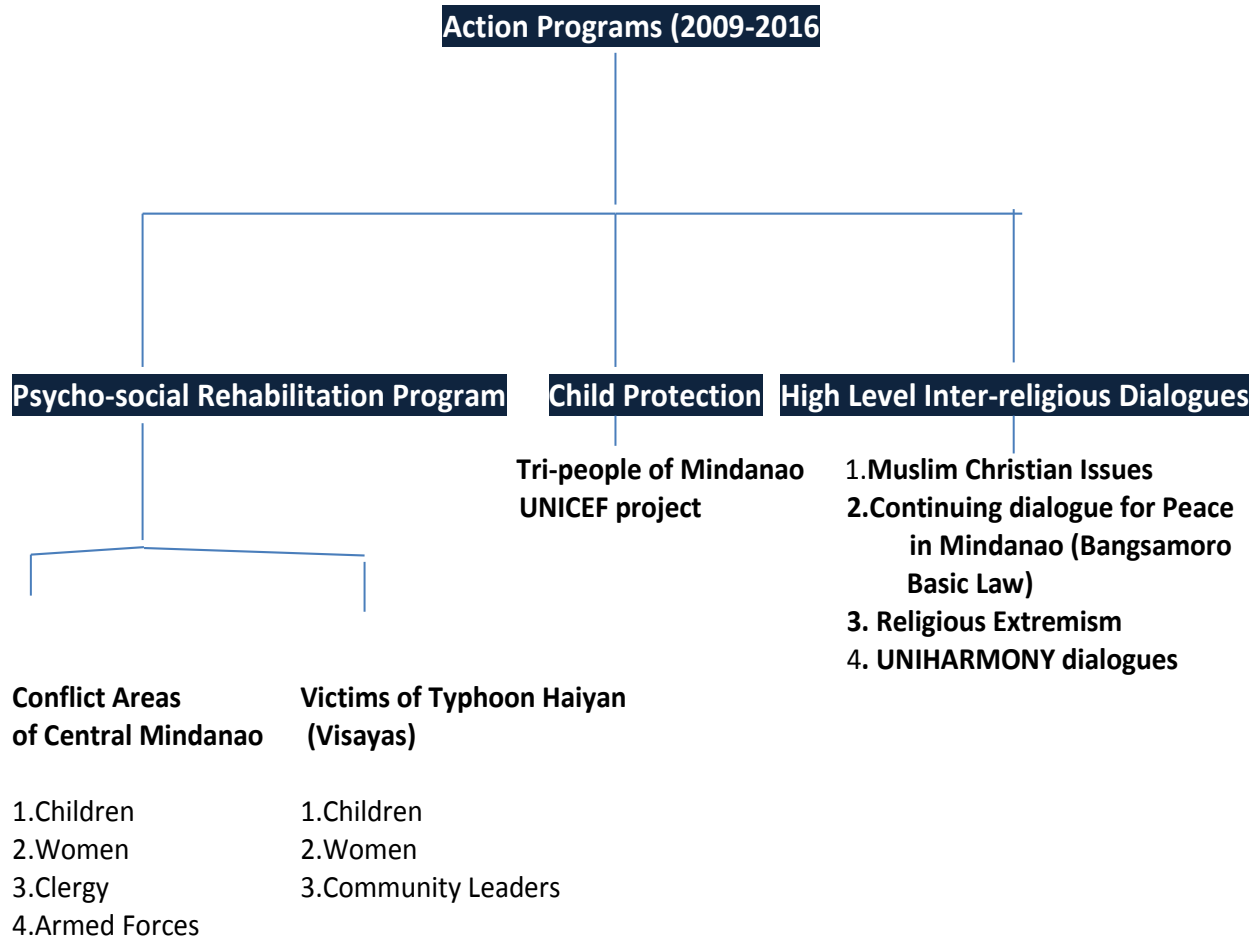 Action Programs (2009-2016
Psycho-social Rehabilitation Program
Child Protection
High Level Inter-religious Dialogues
Tri-people of Mindanao
UNICEF project
1.Muslim Christian Issues
2.Continuing dialogue for Peace
in Mindanao (Bangsamoro
Basic Law)
3. Religious Extremism
4. UNIHARMONY dialogues
Conflict Areas
of Central Mindanao
1.Children
2.Women
3.Clergy
4.Armed Forces
Victims of Typhoon Haiyan
(Visayas)
1.Children
2.Women
3.Community Leaders